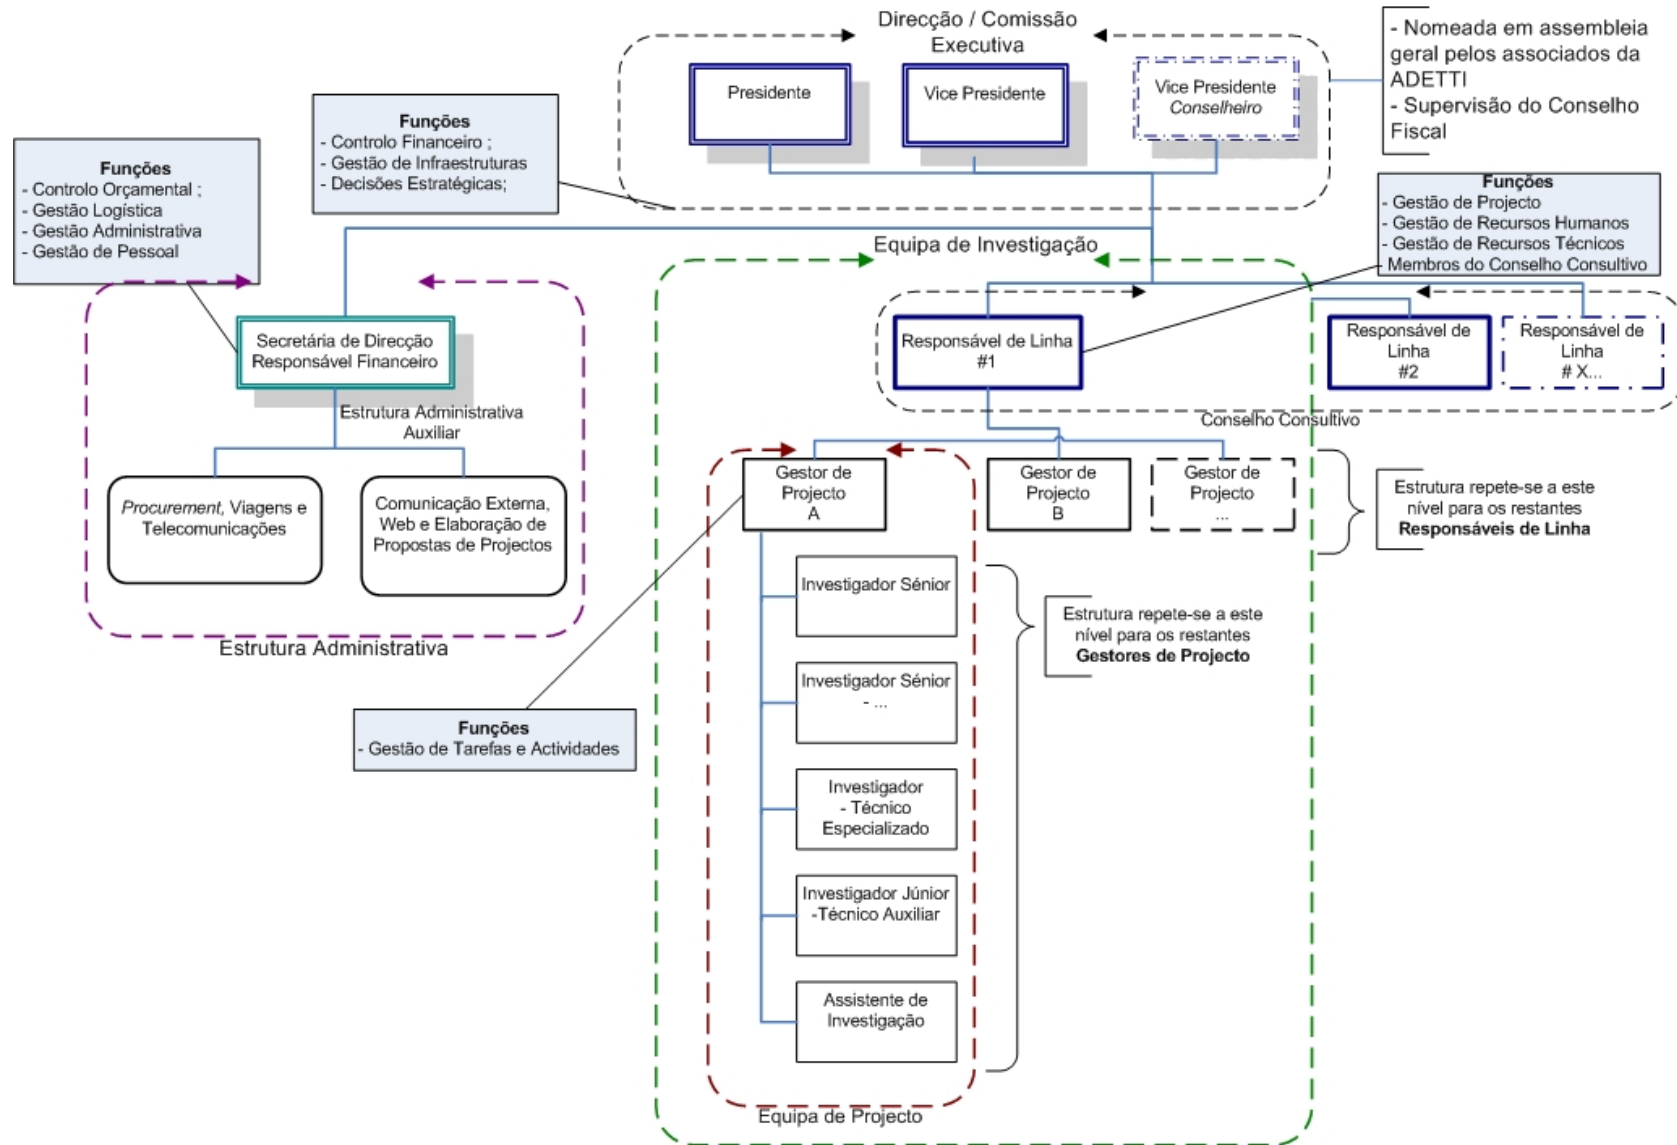 Direcção / Comissão
Executiva
Presidente
Vice Presidente
Vice Presidente
Conselheiro
- Nomeada em assembleia
geral pelos associados da
ADETTI
- Supervisão do Conselho
Fiscal
Funções
- Controlo Financeiro ;
- Gestão de Infraestruturas
- Decisões Estratégicas;
Funções
- Controlo Orçamental ;
- Gestão Logística
- Gestão Administrativa
- Gestão de Pessoal
Funções
- Gestão de Projecto
- Gestão de Recursos Humanos
- Gestão de Recursos Técnicos
Membros do Conselho Consultivo
Equipa de Investigação
Secretária de Direcção
Responsável Financeiro
Responsável de Linha
#1
Responsável de
Linha
#2
Responsável de
Linha
# X...
Conselho Consultivo
Estrutura Administrativa
Auxiliar
Procurement, Viagens e
Telecomunicações
Comunicação Externa,
Web e Elaboração de
Propostas de Projectos
Estrutura Administrativa
Gestor de
Projecto
A
Gestor de
Projecto
B
Gestor de
Projecto
...
Estrutura repete-se a este
nível para os restantes
Responsáveis de Linha
Investigador Sénior
Investigador Sénior
- ...
Investigador
- Técnico
Especializado
Investigador Júnior
-Técnico Auxiliar
Assistente de
Investigação
Estrutura repete-se a este
nível para os restantes
Gestores de Projecto
Funções
- Gestão de Tarefas e Actividades
Equipa de Projecto